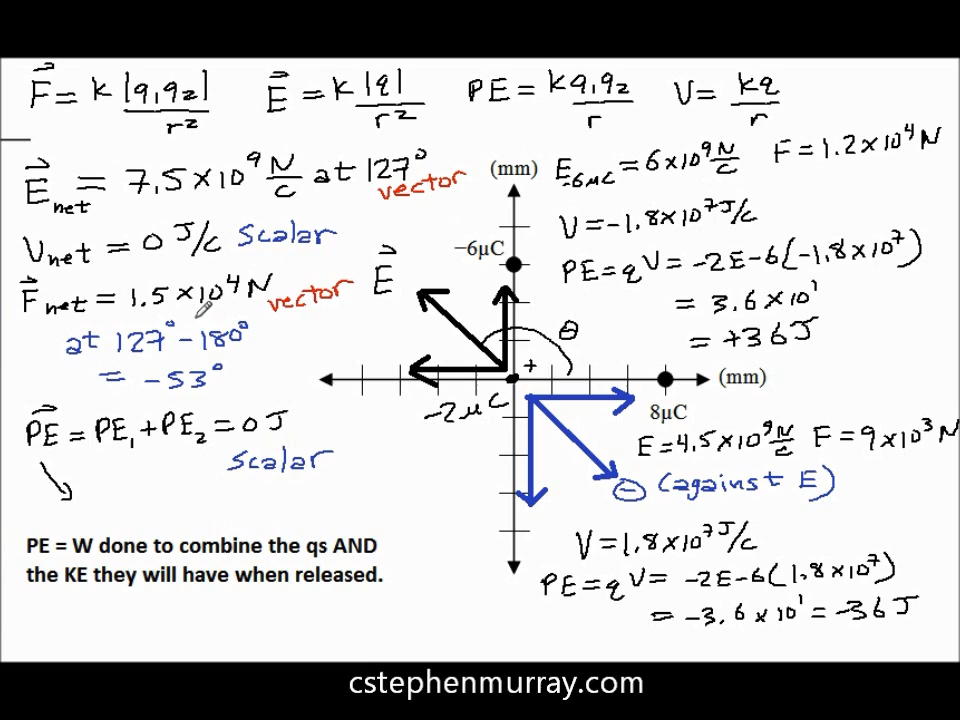 F⃗ = k|q₁q₂|/r²   E⃗ = k|q|/r²   PE = kq₁q₂/r   V = kq/r
E⃗net = 7.5×10⁹ N/C at 127° vector
Vnet = 0 J/C scalar
F⃗net = 1.5×10⁴ N vector
at 127° – 180°
= –53°
P⃗E = PE₁ + PE₂ = 0 J
scalar
PE = W done to combine the qs AND
the KE they will have when released.
(mm)
−6µC
E⃗
θ
+
-2µC
(mm)
8µC
E-6µC = 6×10⁹ N/C   F = 1.2×10⁴ N
V = -1.8×10⁷ J/C
PE = qV = -2E-6(-1.8×10⁷)
= 3.6×10¹
= +36J
E = 4.5×10⁹ N/C   F = 9×10³ N
⊖ (against E)
V = 1.8×10⁷ J/C
PE = qV = -2E-6(1.8×10⁷)
= -3.6×10¹ = -36J
cstephenmurray.com